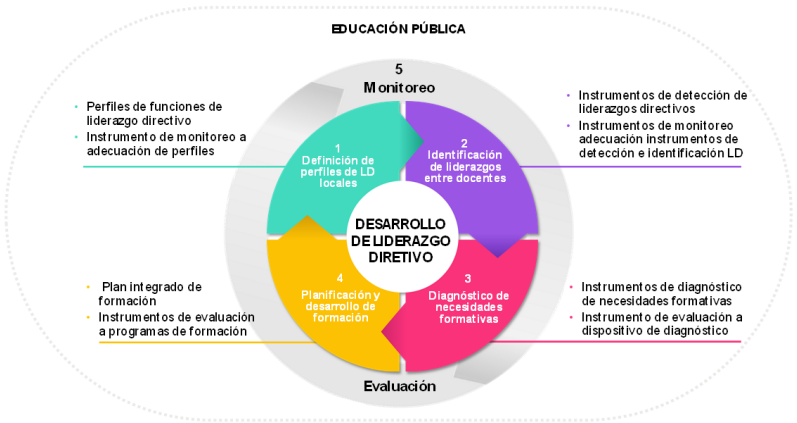 EDUCACIÓN PÚBLICA
5
Monitoreo
• Perfiles de funciones de
liderazgo directivo
• Instrumento de monitoreo a
adecuación de perfiles
• Instrumentos de detección de
liderazgos directivos
• Instrumentos de monitoreo
adecuación instrumentos de
detección e identificación LD
1
Definición de
perfiles de LD
locales
2
Identificación
de liderazgos
entre docentes
DESARROLLO
DE LIDERAZGO
DIRETIVO
4
Planificación y
desarrollo de
formación
3
Diagnóstico de
necesidades
formativas
• Plan integrado de
formación
• Instrumentos de evaluación
a programas de formación
• Instrumentos de diagnóstico
de necesidades formativas
• Instrumento de evaluación a
dispositivo de diagnóstico
Evaluación